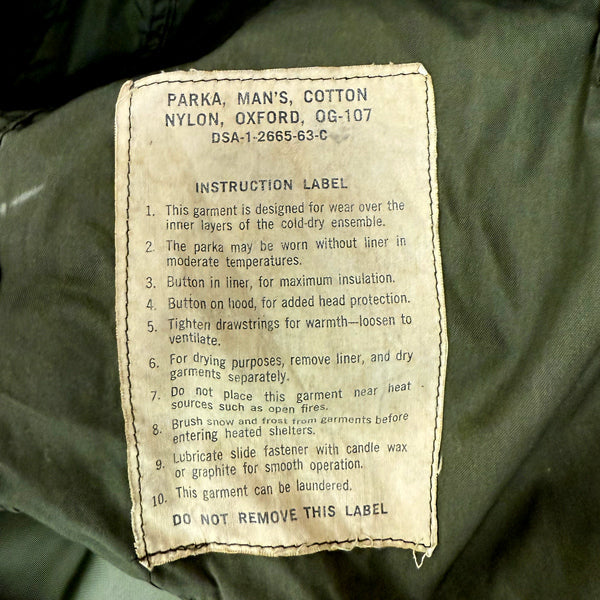 PARKA, MAN'S, COTTON
NYLON, OXFORD, OG-107
DSA-1-2665-63-C
INSTRUCTION LABEL
1. This garment is designed for wear over the
inner layers of the cold-dry ensemble.
2. The parka may be worn without liner in
moderate temperatures.
3. Button in liner, for maximum insulation.
4. Button on hood, for added head protection.
5. Tighten drawstrings for warmth—loosen to
ventilate.
6. For drying purposes, remove liner, and dry
garments separately.
7. Do not place this garment near heat
sources such as open fires.
8. Brush snow and frost from garments before
entering heated shelters.
9. Lubricate slide fastener with candle wax
or graphite for smooth operation.
10. This garment can be laundered.
DO NOT REMOVE THIS LABEL